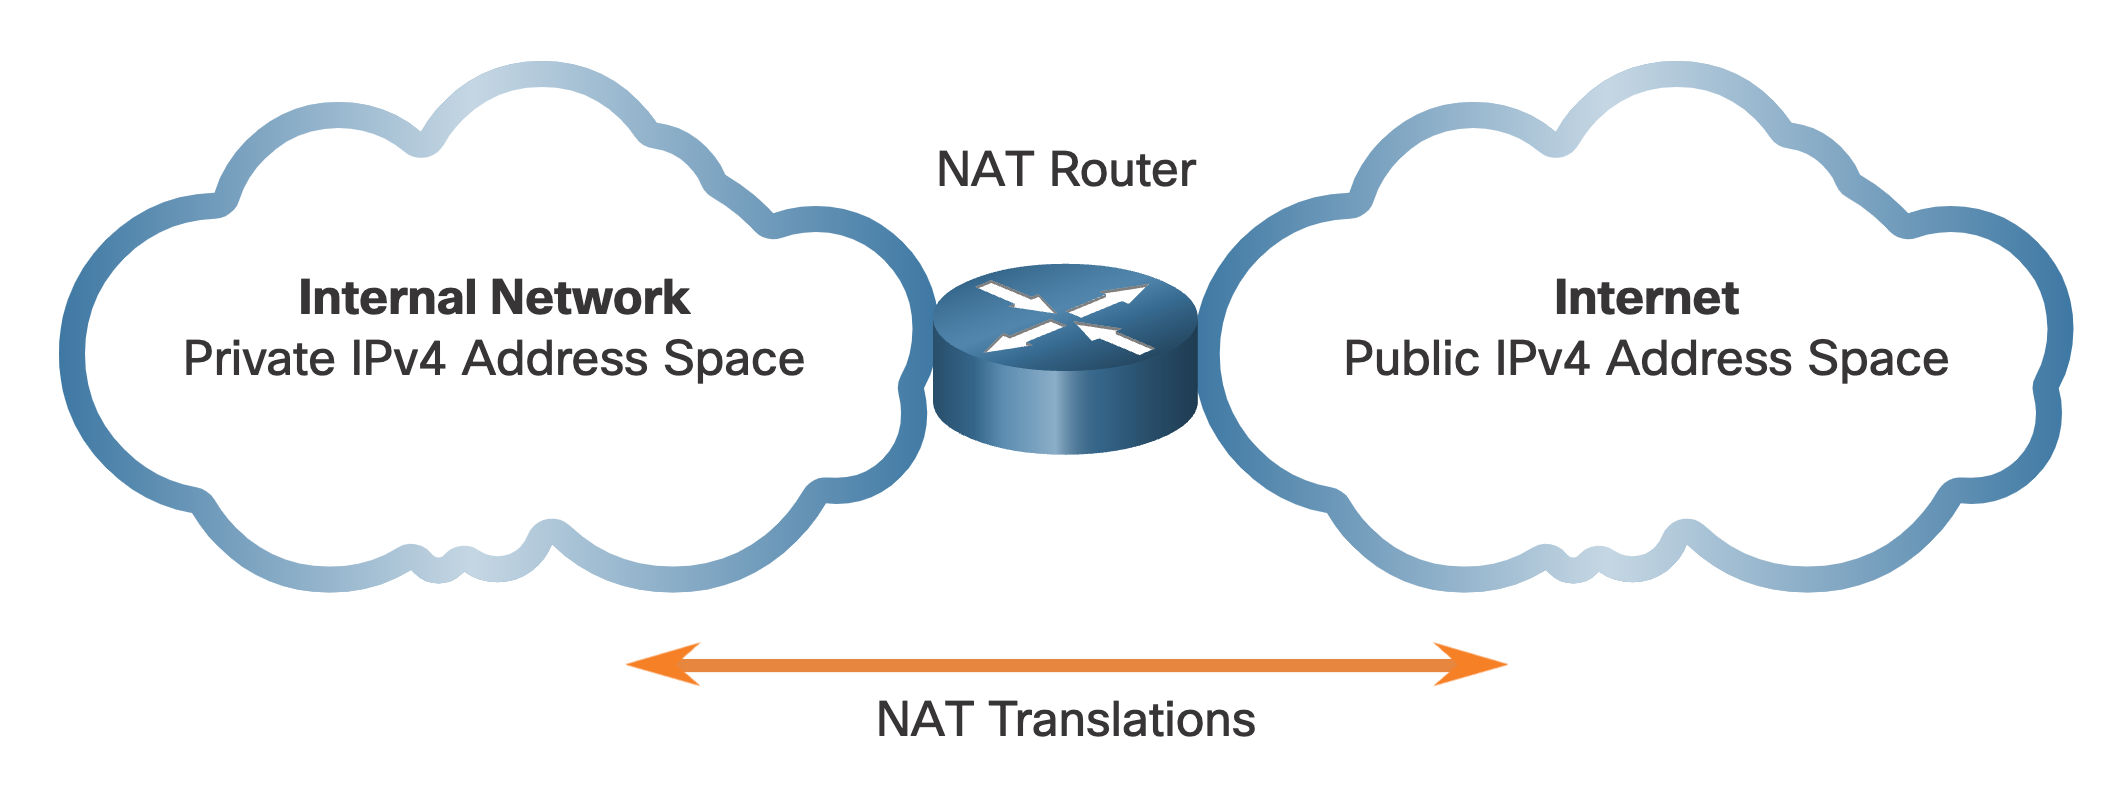 NAT Router
Internal Network
Private IPv4 Address Space
Internet
Public IPv4 Address Space
NAT Translations